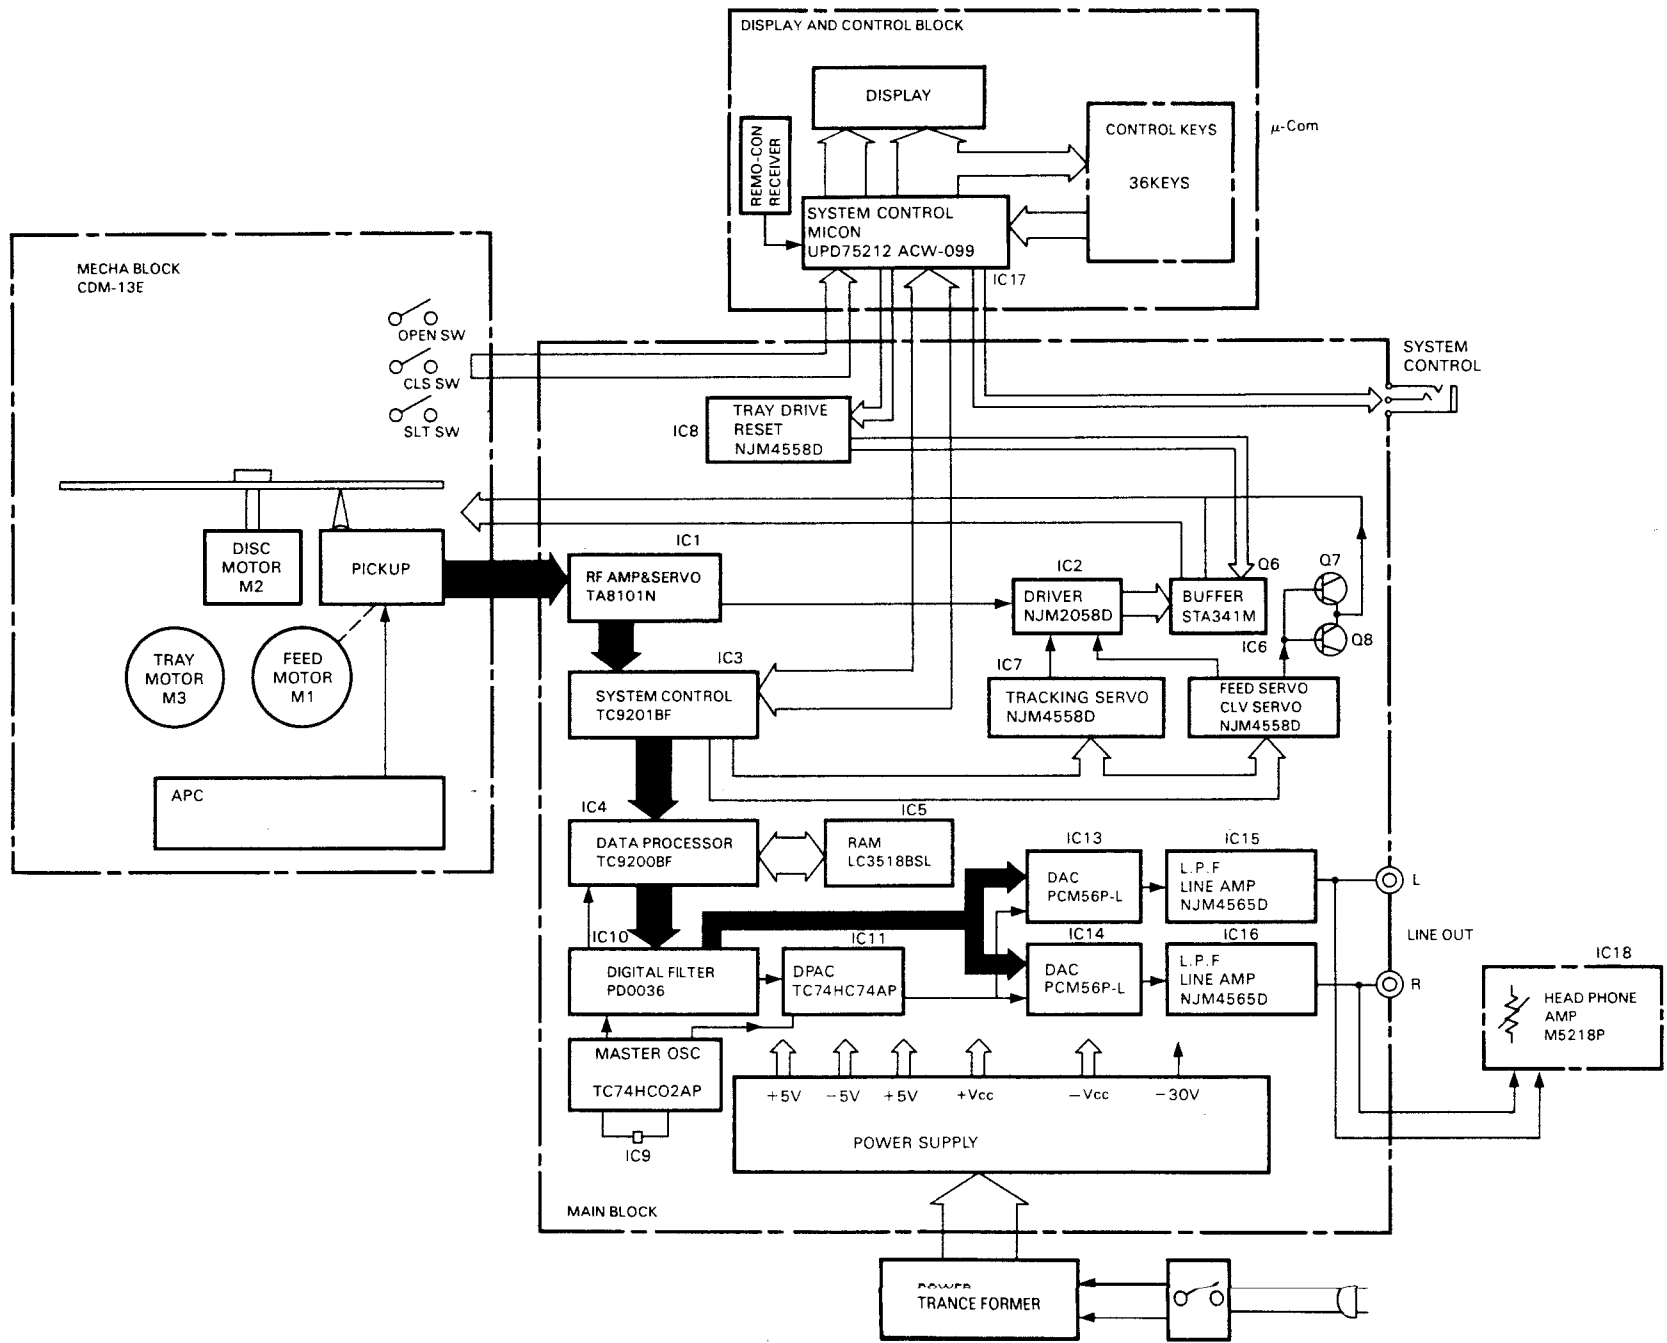 DISPLAY AND CONTROL BLOCK
DISPLAY
REMO-CON
RECEIVER
CONTROL KEYS
36KEYS
μ-Com
SYSTEM CONTROL
MICON
UPD75212 ACW-099
IC17
MECHA BLOCK
CDM-13E
OPEN SW
CLS SW
SLT SW
SYSTEM
CONTROL
IC8
TRAY DRIVE
RESET
NJM4558D
DISC
MOTOR
M2
PICKUP
TRAY
MOTOR
M3
FEED
MOTOR
M1
APC
IC1
RF AMP&SERVO
TA8101N
IC2
DRIVER
NJM2058D
Q6
BUFFER
STA341M
Q7
Q8
IC6
IC3
SYSTEM CONTROL
TC9201BF
IC7
TRACKING SERVO
NJM4558D
FEED SERVO
CLV SERVO
NJM4558D
IC4
DATA PROCESSOR
TC9200BF
IC5
RAM
LC3518BSL
IC13
DAC
PCM56P-L
IC15
L.P.F
LINE AMP
NJM4565D
L
IC10
DIGITAL FILTER
PD0036
IC11
DPAC
TC74HC74AP
IC14
DAC
PCM56P-L
IC16
L.P.F
LINE AMP
NJM4565D
LINE OUT
R
IC18
HEAD PHONE
AMP
M5218P
MASTER OSC
TC74HCO2AP
IC9
+5V -5V +5V +Vcc -Vcc -30V
POWER SUPPLY
MAIN BLOCK
TRANCE FORMER